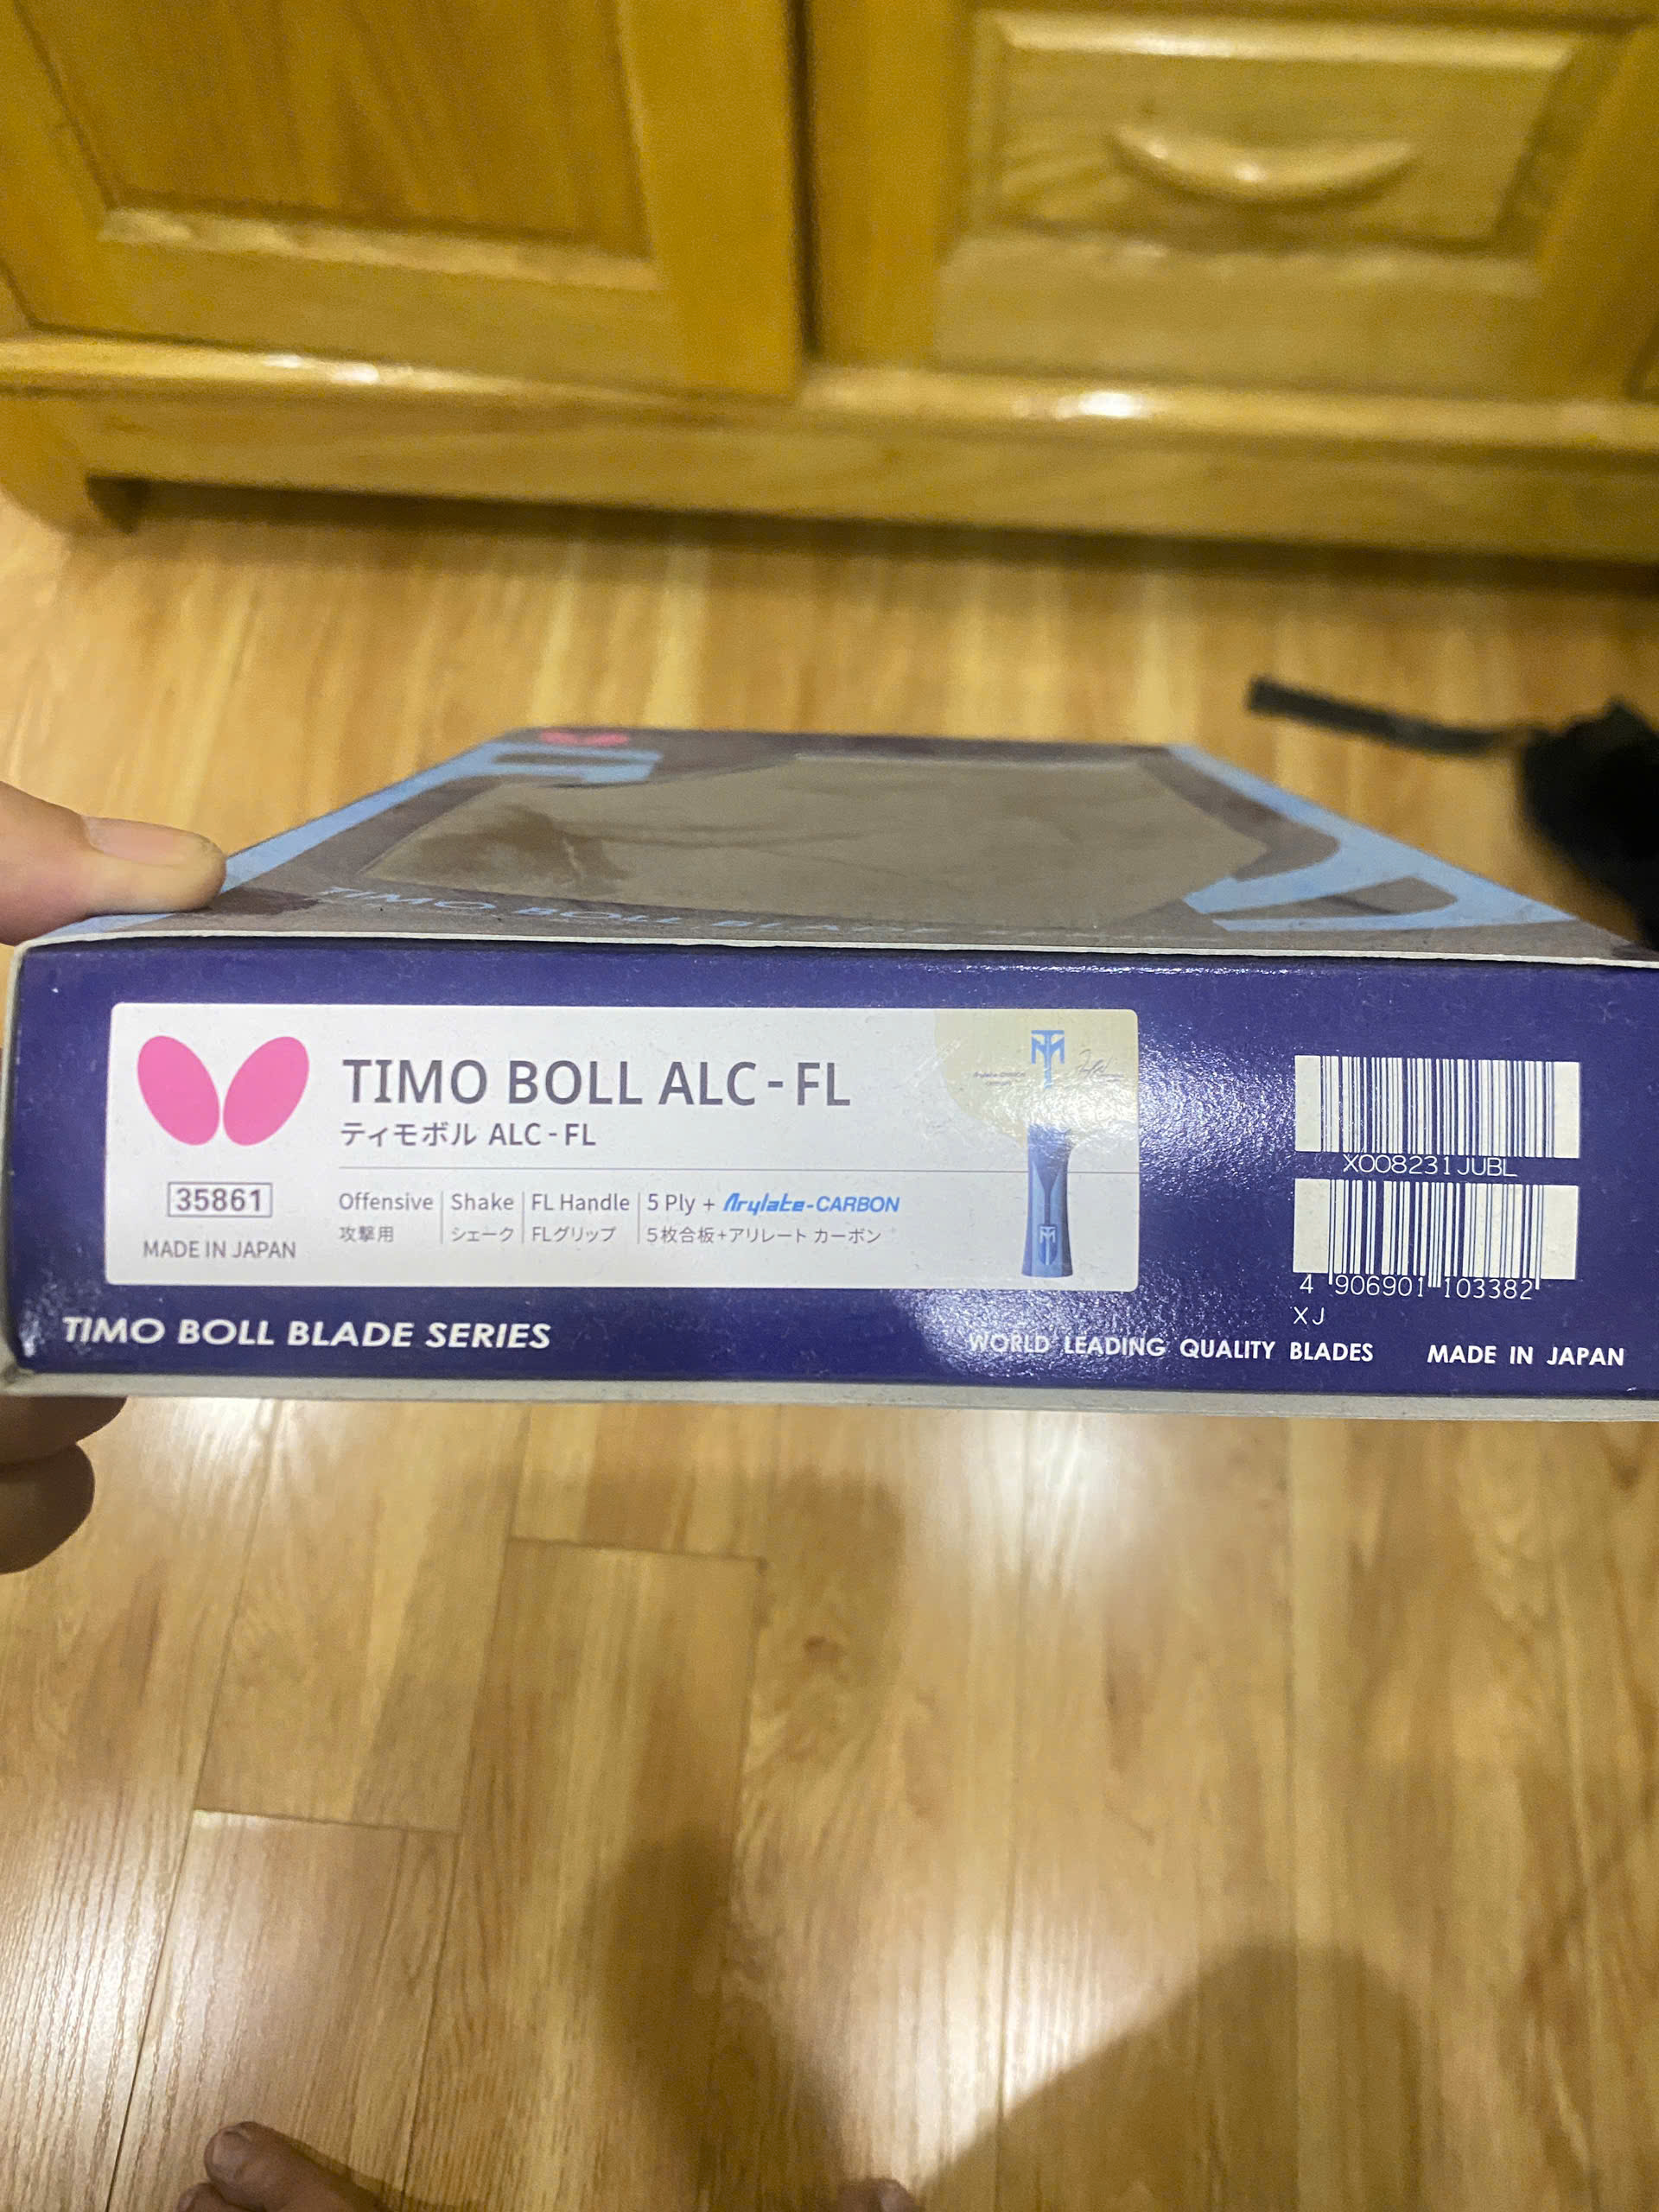 TIMO BOLL BLADE
TIMO BOLL ALC-FL
ティモボル ALC-FL
35861
MADE IN JAPAN
Offensive Shake FL Handle 5 Ply + Arylate-CARBON
攻撃用 シェーク FLグリップ 5枚合板+アリレート カーボン
X008231JUBL
4 906901 103382
XJ
TIMO BOLL BLADE SERIES
WORLD LEADING QUALITY BLADES MADE IN JAPAN